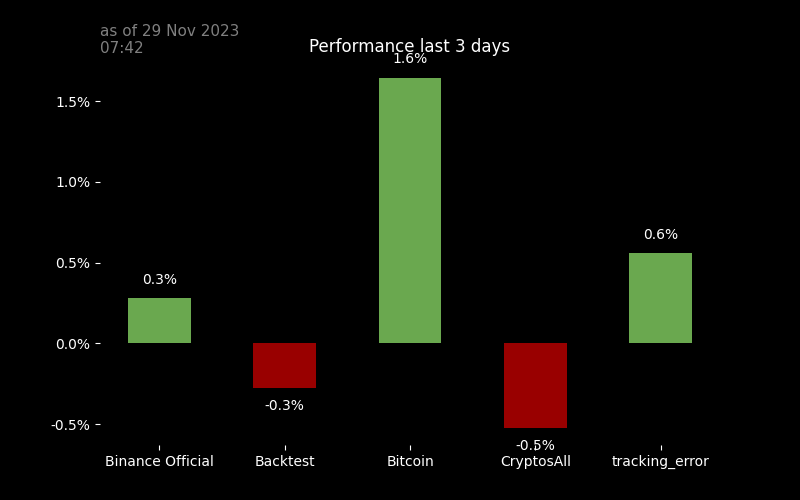 as of 29 Nov 2023
07:42
Performance last 3 days
1.6%
1.5%
1.0%
0.6%
0.5%
0.3%
0.0%
-0.3%
-0.5%
-0.5%
Binance Official
Backtest
Bitcoin
CryptosAll
tracking_error